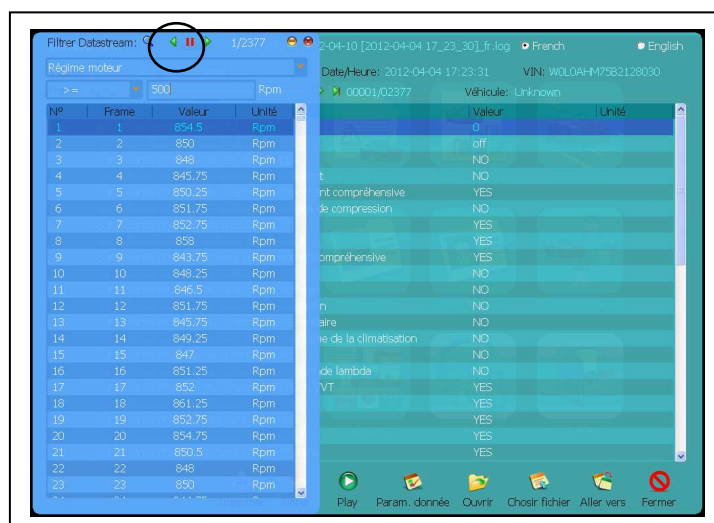 Filtrer Datastream: 1/2377 2-04-10 [2012-04-04 17_23_30]_fr.log French English
Régime moteur Date/Heure: 2012-04-04 17:23:31 VIN: W0L0AHM75B2128030
>= 500 Rpm 00001/02377 Véhicule: Unknown
Nº Frame Valeur Unité Valeur Unité
1 1 854.5 Rpm 0
2 2 850 Rpm off
3 3 848 Rpm NO
4 4 845.75 Rpm t NO
5 5 850.25 Rpm nt compréhensive YES
6 6 851.75 Rpm de compression NO
7 7 852.75 Rpm YES
8 8 858 Rpm YES
9 9 843.75 Rpm ompréhensive YES
10 10 848.25 Rpm NO
11 11 846.5 Rpm NO
12 12 851.75 Rpm n NO
13 13 845.75 Rpm aire NO
14 14 849.25 Rpm e de la climatisation NO
15 15 847 Rpm NO
16 16 851.25 Rpm de lambda NO
17 17 852 Rpm /VT YES
18 18 861.25 Rpm YES
19 19 852.75 Rpm YES
20 20 854.75 Rpm YES
21 21 850.5 Rpm YES
22 22 848 Rpm
23 23 850 Rpm
Play Param. donnée Ouvrir Chosir fichier Aller vers Fermer